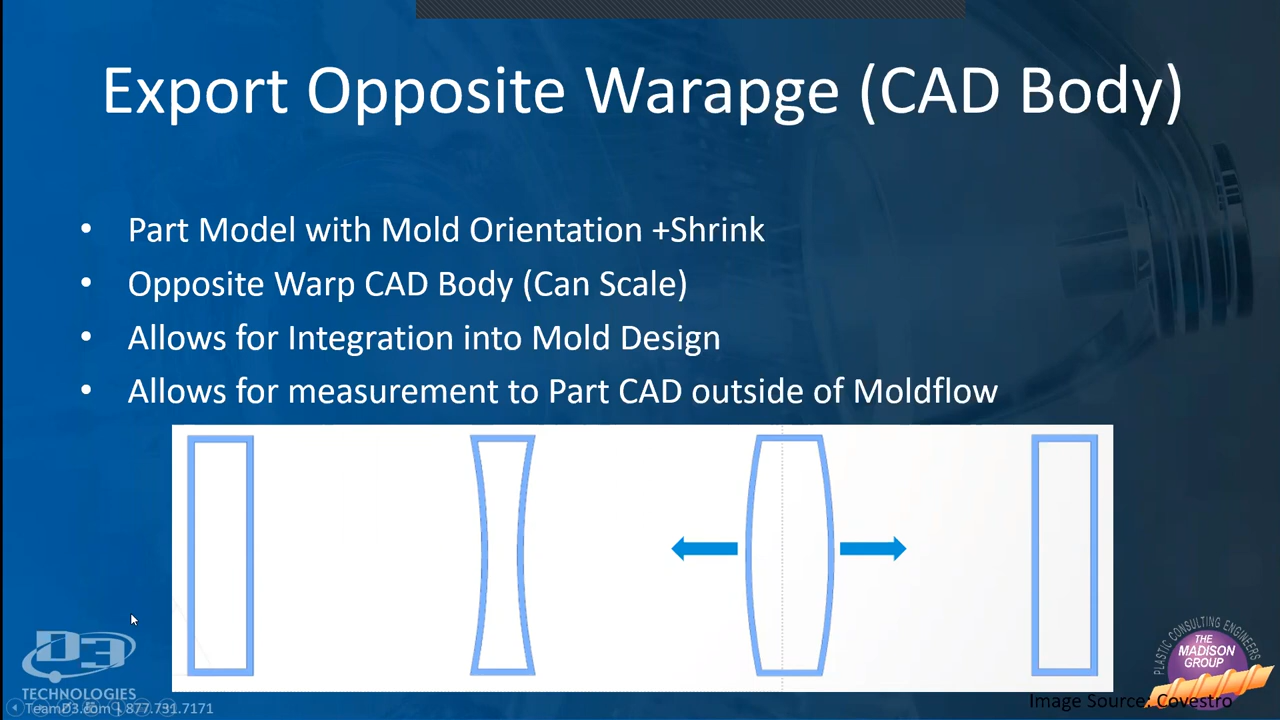 Export Opposite Warapge (CAD Body)
• Part Model with Mold Orientation +Shrink
• Opposite Warp CAD Body (Can Scale)
• Allows for Integration into Mold Design
• Allows for measurement to Part CAD outside of Moldflow
D3
TECHNOLOGIES
TeamD3.com | 877.731.7171
PLASTIC CONSULTING ENGINEERS
THE
MADISON
GROUP
Image Source: Covestro